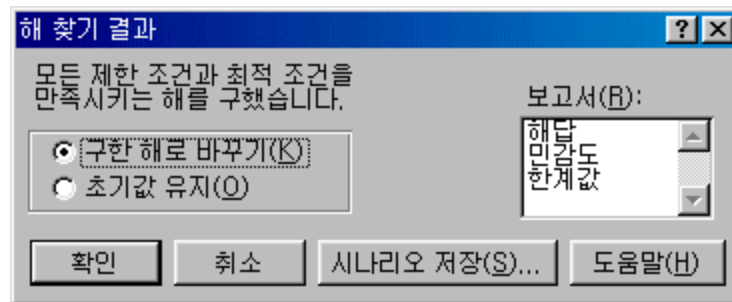 해 찾기 결과
모든 제한 조건과 최적 조건을
만족시키는 해를 구했습니다.
구한 해로 바꾸기(K)
초기값 유지(O)
보고서(R):
해답
민감도
한계값
확인
취소
시나리오 저장(S)...
도움말(H)